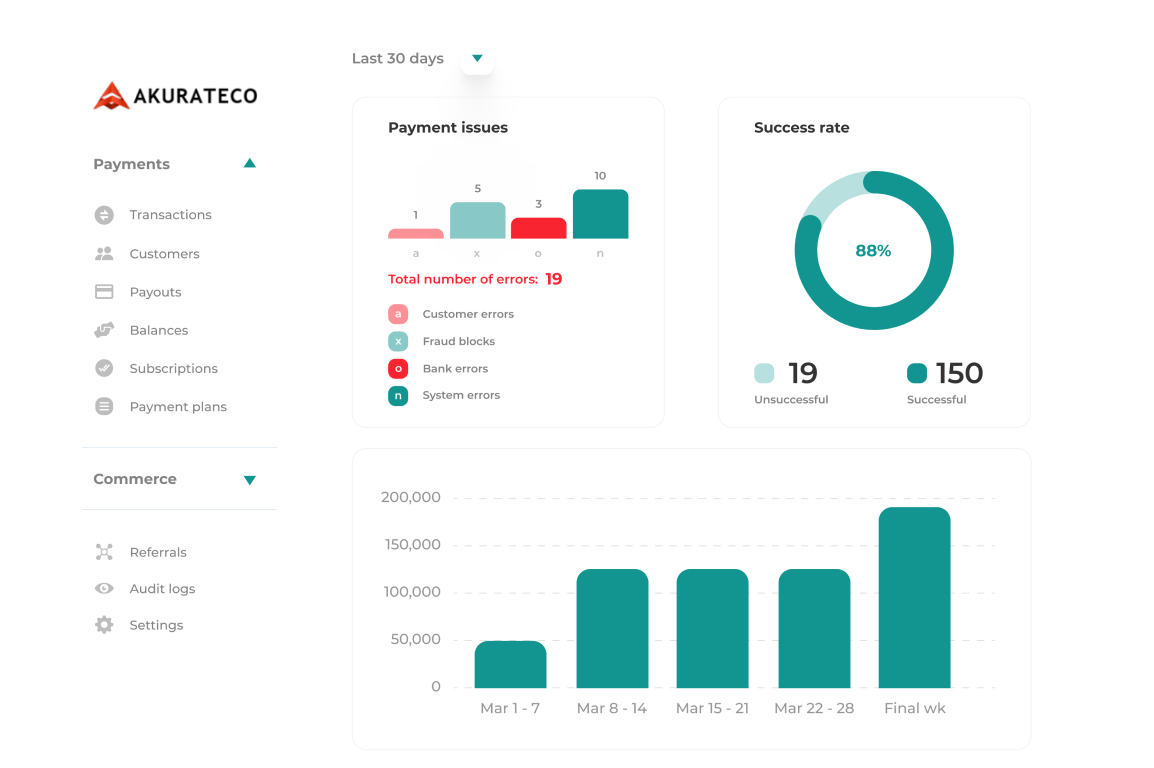 AKURATECO
Payments
Transactions
Customers
Payouts
Balances
Subscriptions
Payment plans
Commerce
Referrals
Audit logs
Settings
Last 30 days
Payment issues
1
5
3
10
a
x
o
n
Total number of errors: 19
a Customer errors
x Fraud blocks
o Bank errors
n System errors
Success rate
88%
19
Unsuccessful
150
Successful
200,000
150,000
100,000
50,000
0
Mar 1 - 7
Mar 8 - 14
Mar 15 - 21
Mar 22 - 28
Final wk